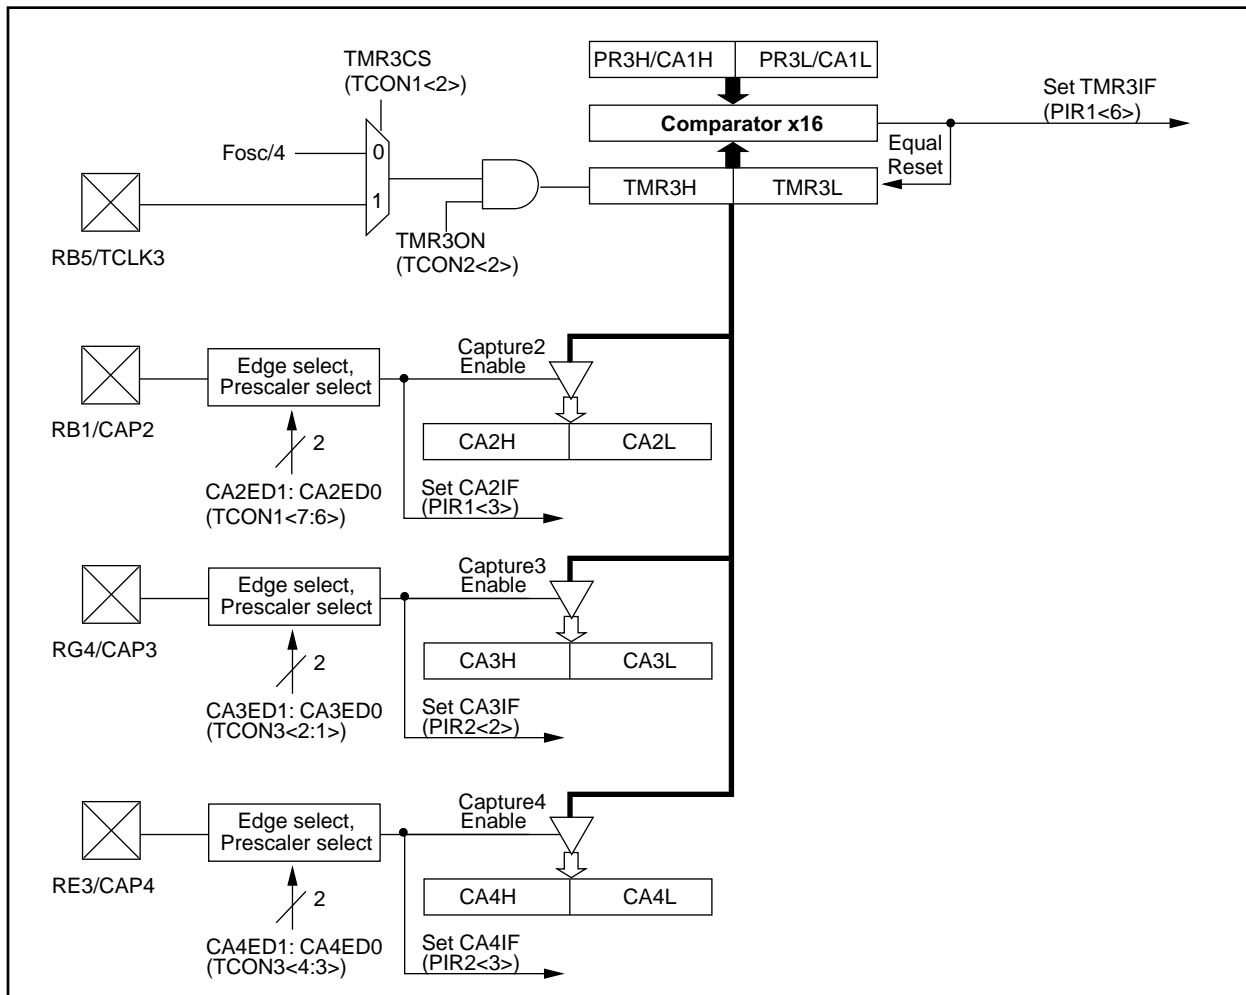 TMR3CS
(TCON1<2>)
PR3H/CA1H PR3L/CA1L
Set TMR3IF
(PIR1<6>)
Comparator x16
Fosc/4
0
Equal
Reset
1
TMR3H TMR3L
RB5/TCLK3
TMR3ON
(TCON2<2>)
Edge select,
Prescaler select
Capture2
Enable
RB1/CAP2
2
CA2H CA2L
CA2ED1: CA2ED0
(TCON1<7:6>)
Set CA2IF
(PIR1<3>)
Edge select,
Prescaler select
Capture3
Enable
RG4/CAP3
2
CA3H CA3L
CA3ED1: CA3ED0
(TCON3<2:1>)
Set CA3IF
(PIR2<2>)
Edge select,
Prescaler select
Capture4
Enable
RE3/CAP4
2
CA4H CA4L
CA4ED1: CA4ED0
(TCON3<4:3>)
Set CA4IF
(PIR2<3>)